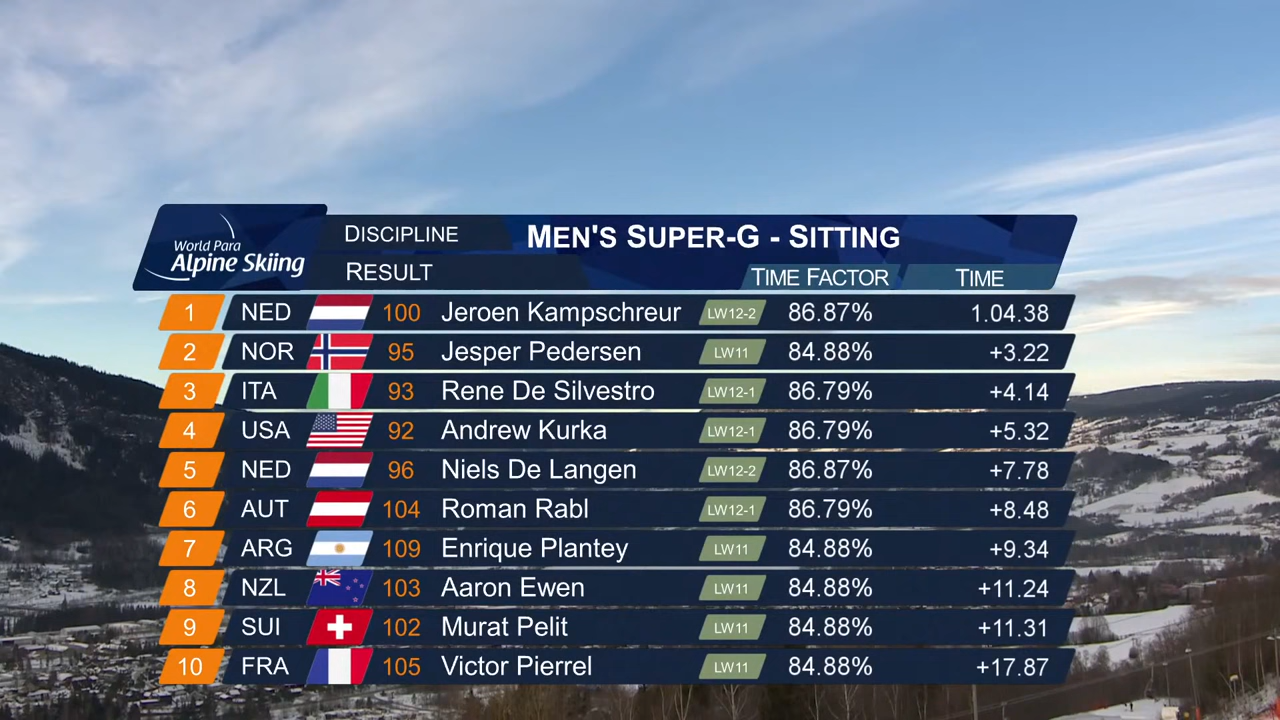 World Para
Alpine Skiing
DISCIPLINE MEN'S SUPER-G - SITTING
RESULT TIME FACTOR TIME
1 NED 100 Jeroen Kampschreur LW12-2 86.87% 1.04.38
2 NOR 95 Jesper Pedersen LW11 84.88% +3.22
3 ITA 93 Rene De Silvestro LW12-1 86.79% +4.14
4 USA 92 Andrew Kurka LW12-1 86.79% +5.32
5 NED 96 Niels De Langen LW12-2 86.87% +7.78
6 AUT 104 Roman Rabl LW12-1 86.79% +8.48
7 ARG 109 Enrique Plantey LW11 84.88% +9.34
8 NZL 103 Aaron Ewen LW11 84.88% +11.24
9 SUI 102 Murat Pelit LW11 84.88% +11.31
10 FRA 105 Victor Pierrel LW11 84.88% +17.87